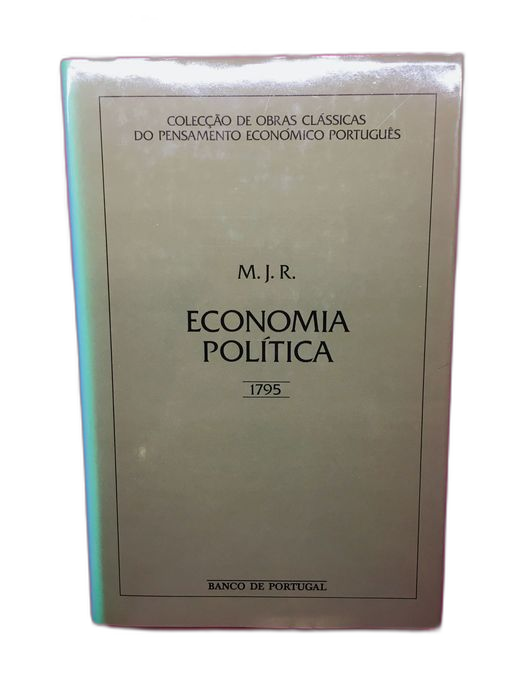 COLECÇÃO DE OBRAS CLÁSSICAS
DO PENSAMENTO ECONÓMICO PORTUGUÊS
M. J. R.
ECONOMIA
POLÍTICA
1795
BANCO DE PORTUGAL